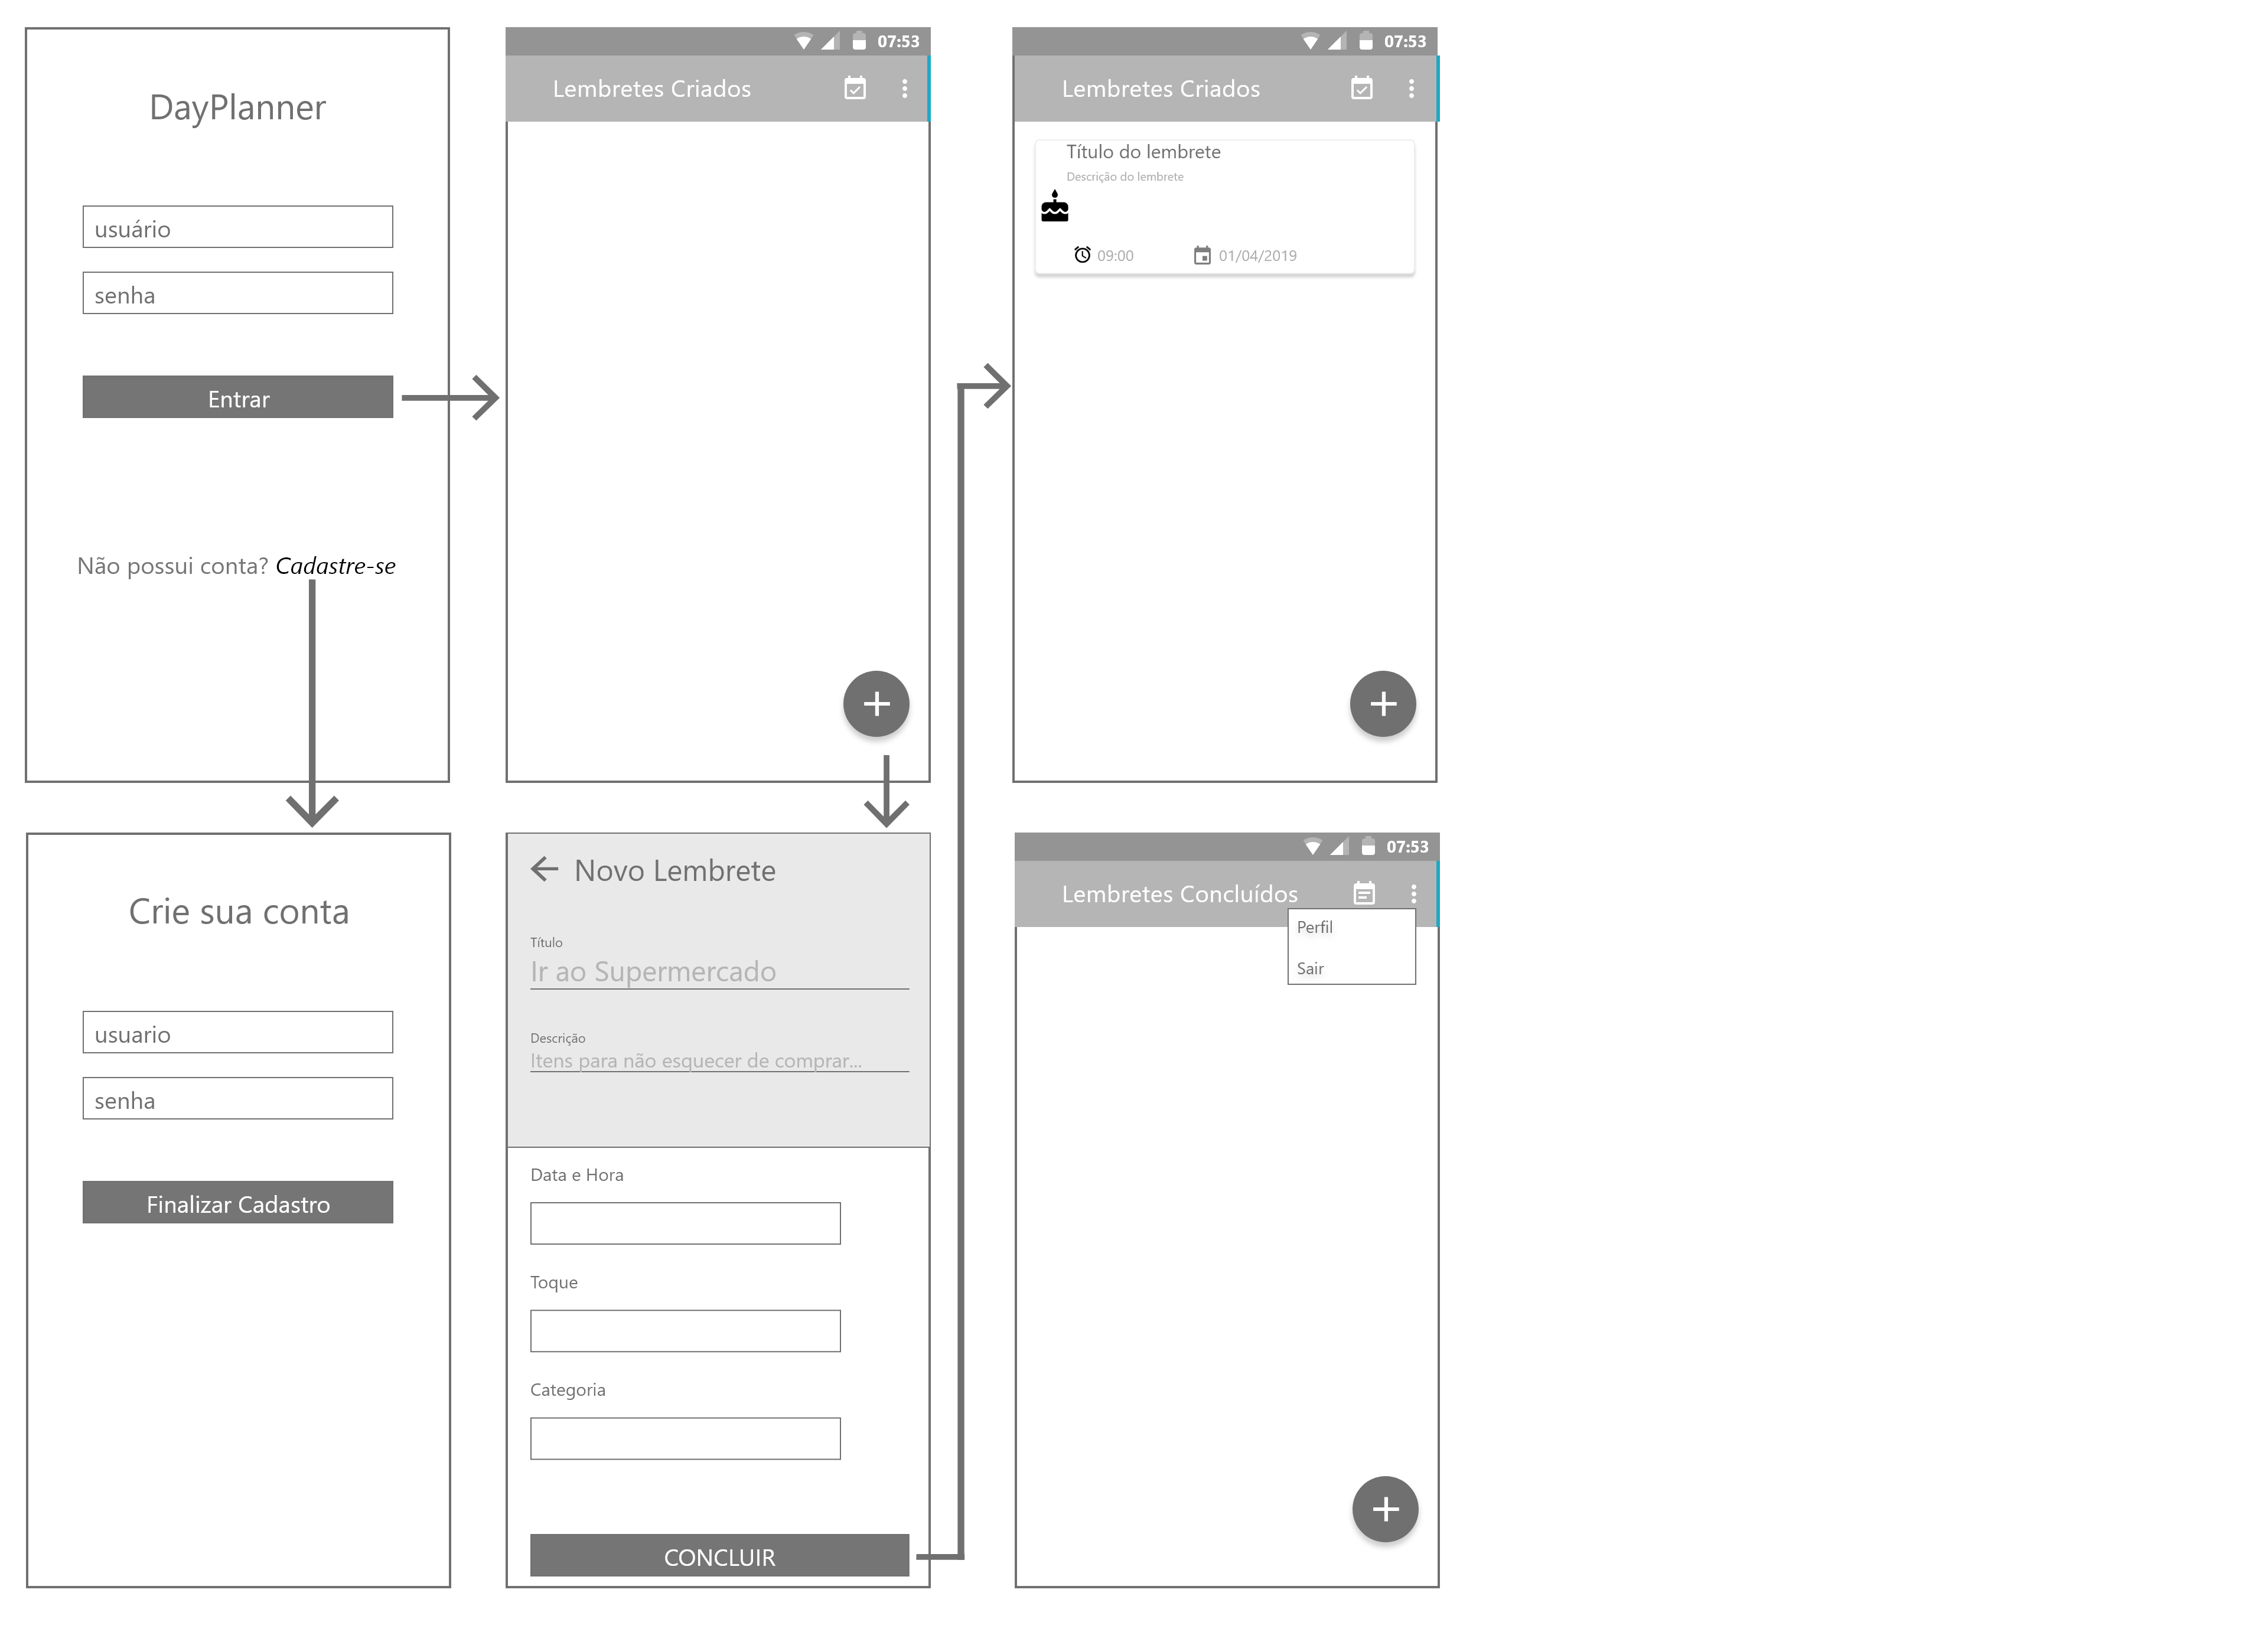 DayPlanner
usuário
senha
Entrar
Não possui conta? Cadastre-se
07:53
Lembretes Criados
07:53
Lembretes Criados
Título do lembrete
Descrição do lembrete
09:00
01/04/2019
Crie sua conta
usuario
senha
Finalizar Cadastro
Novo Lembrete
Título
Ir ao Supermercado
Descrição
Itens para não esquecer de comprar...
Data e Hora
Toque
Categoria
CONCLUIR
07:53
Lembretes Concluídos
Perfil
Sair